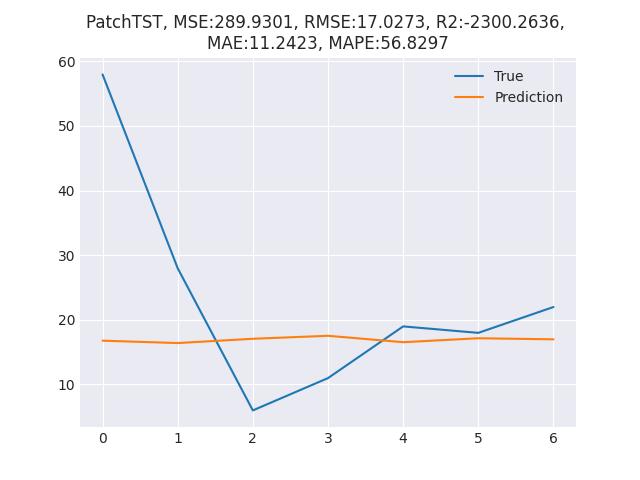 PatchTST, MSE:289.9301, RMSE:17.0273, R2:-2300.2636,
MAE:11.2423, MAPE:56.8297
60
50
40
30
20
10
True
Prediction
0 1 2 3 4 5 6